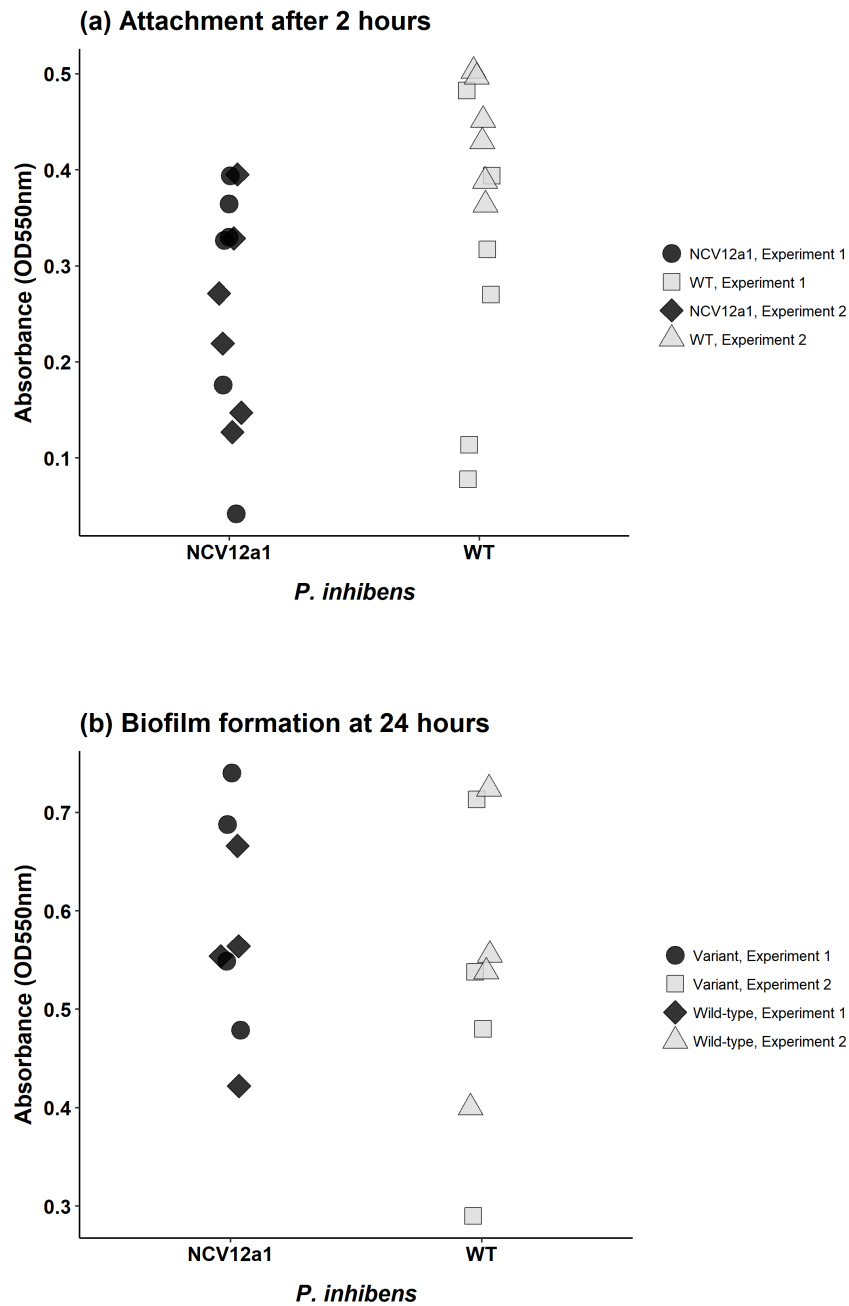 (a) Attachment after 2 hours
Absorbance (OD550nm)
0.5
0.4
0.3
0.2
0.1
NCV12a1
WT
P. inhibens
NCV12a1, Experiment 1
WT, Experiment 1
NCV12a1, Experiment 2
WT, Experiment 2
(b) Biofilm formation at 24 hours
Absorbance (OD550nm)
0.7
0.6
0.5
0.4
0.3
NCV12a1
WT
P. inhibens
Variant, Experiment 1
Variant, Experiment 2
Wild-type, Experiment 1
Wild-type, Experiment 2